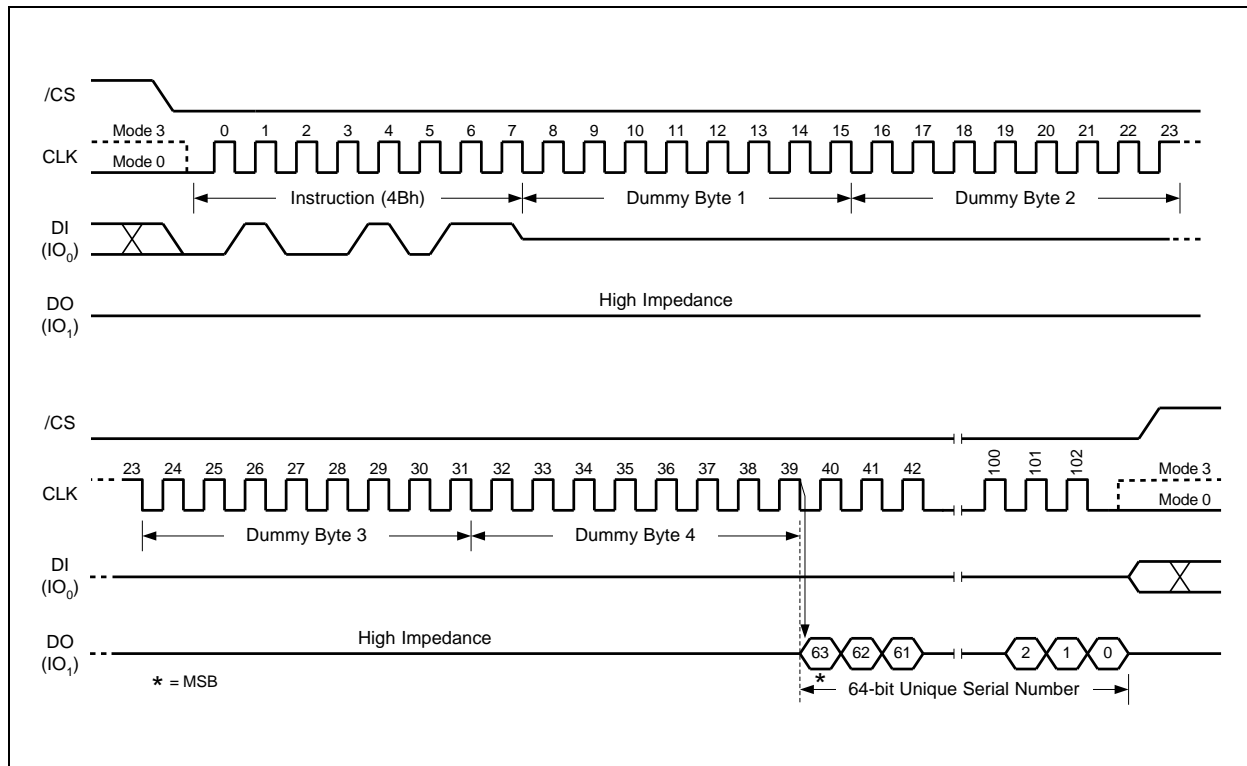 /CS
Mode 3 0 1 2 3 4 5 6 7 8 9 10 11 12 13 14 15 16 17 18 19 20 21 22 23
CLK
Mode 0
Instruction (4Bh) Dummy Byte 1 Dummy Byte 2
DI
(IO0)
High Impedance
DO
(IO1)
/CS
23 24 25 26 27 28 29 30 31 32 33 34 35 36 37 38 39 40 41 42 100 101 102 Mode 3
CLK
Mode 0
Dummy Byte 3 Dummy Byte 4
DI
(IO0)
High Impedance
DO
(IO1)
63 62 61 2 1 0
* = MSB * 64-bit Unique Serial Number